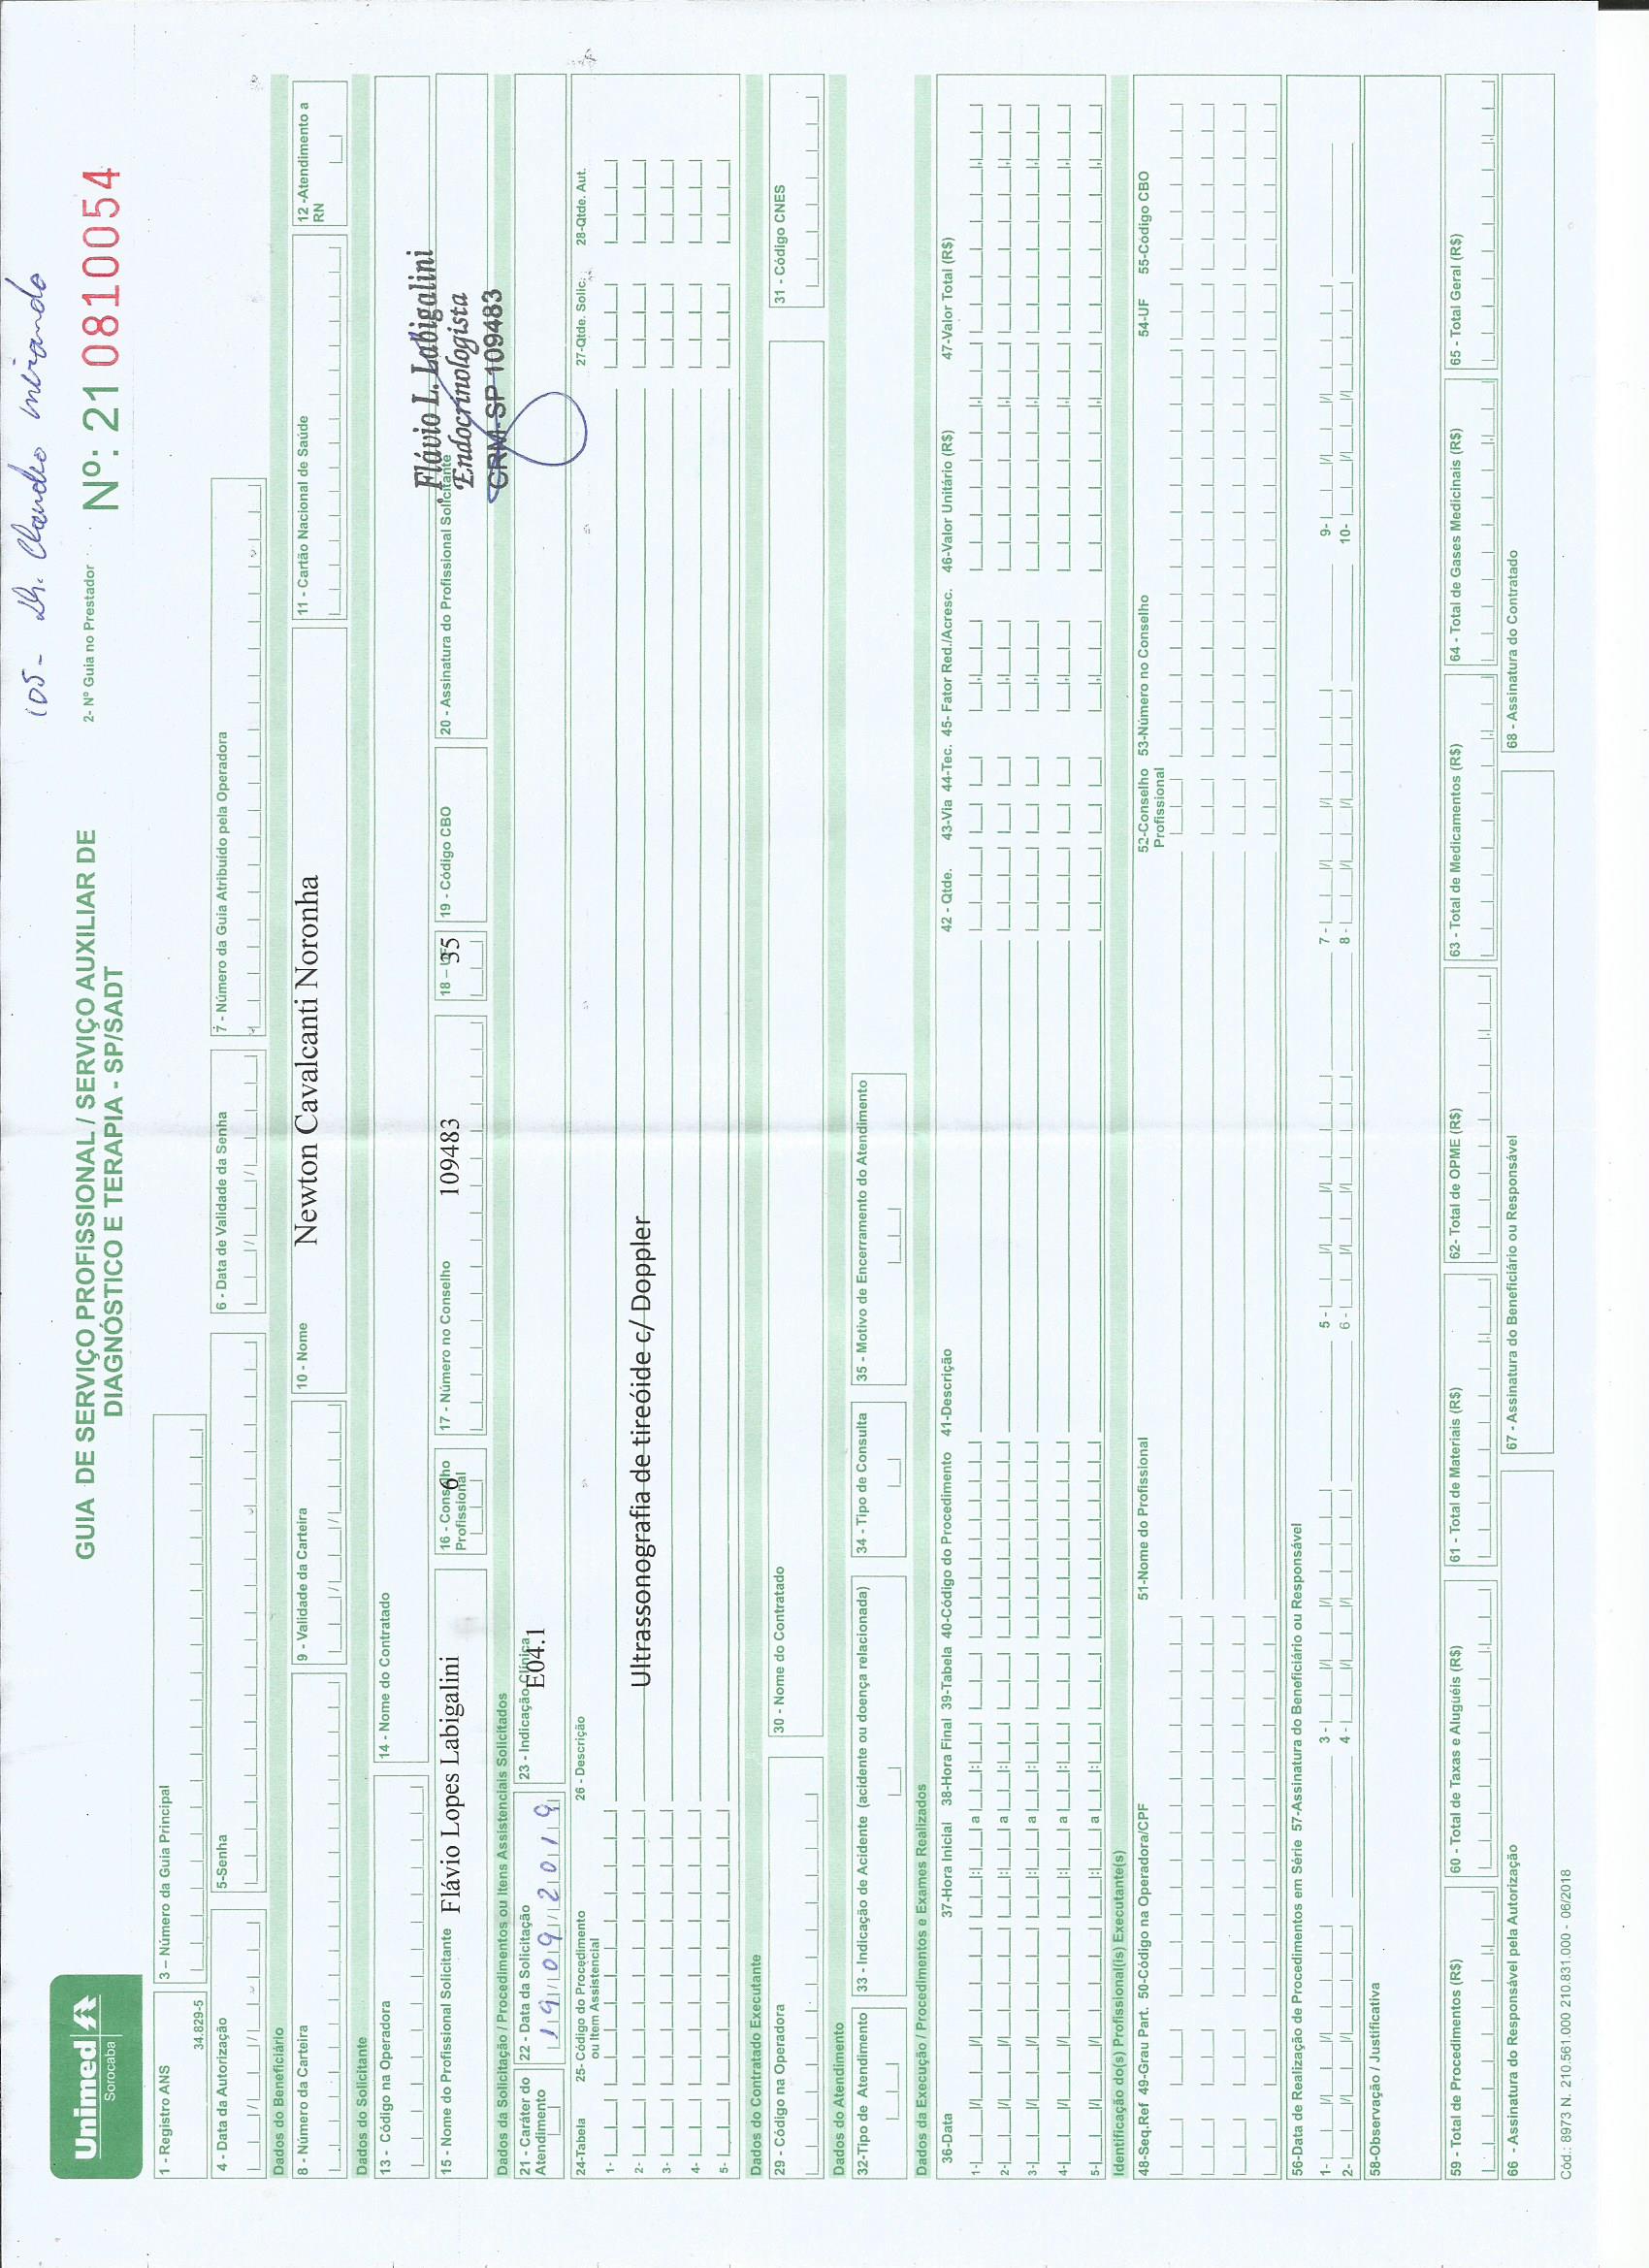 IDS - Dr. Claudio Miranda
Unimed
Sorocaba
GUIA DE SERVIÇO PROFISSIONAL / SERVIÇO AUXILIAR DE
DIAGNÓSTICO E TERAPIA - SP/SADT
2- Nº Guia no Prestador Nº: 21 0810054
1 - Registro ANS
34.829-5
3 – Número da Guia Principal
4 - Data da Autorização
5-Senha
6 - Data de Validade da Senha
7 - Número da Guia Atribuído pela Operadora
Dados do Beneficiário
8 - Número da Carteira
9 - Validade da Carteira
10 - Nome
Newton Cavalcanti Noronha
11 - Cartão Nacional de Saúde
12 -Atendimento a
RN
Dados do Solicitante
13 - Código na Operadora
14 - Nome do Contratado
15 - Nome do Profissional Solicitante
Flávio Lopes Labigalini
16 - Conselho
Profissional
6
17 - Número no Conselho
109483
18 – UF
35
19 - Código CBO
20 - Assinatura do Profissional Solicitante
Flávio L. Labigalini
Endocrinologista
CRM-SP 109483
Dados da Solicitação / Procedimentos ou Itens Assistenciais Solicitados
21 - Caráter do
Atendimento
22 - Data da Solicitação
19/09/2019
23 - Indicação Clínica
E04.1
24-Tabela
25- Código do Procedimento
ou Item Assistencial
26 - Descrição
27-Qtde. Solic.
28-Qtde. Aut.
1-
2- Ultrassonografia de tireóide c/ Doppler
3-
4-
5-
Dados do Contratado Executante
29 - Código na Operadora
30 - Nome do Contratado
31 - Código CNES
Dados do Atendimento
32-Tipo de Atendimento
33 - Indicação de Acidente (acidente ou doença relacionada)
34 - Tipo de Consulta
35 - Motivo de Encerramento do Atendimento
Dados da Execução / Procedimentos e Exames Realizados
36-Data 37-Hora Inicial 38-Hora Final 39-Tabela 40-Código do Procedimento 41-Descrição 42 - Qtde. 43-Via 44-Tec. 45- Fator Red./Acresc. 46-Valor Unitário (R$) 47-Valor Total (R$)
1- a
2- a
3- a
4- a
5- a
Identificação do(s) Profissional(is) Executante(s)
48-Seq.Ref 49-Grau Part. 50-Código na Operadora/CPF 51-Nome do Profissional 52-Conselho
Profissional
53-Número no Conselho 54-UF 55-Código CBO
56-Data de Realização de Procedimentos em Série 57-Assinatura do Beneficiário ou Responsável
1- 3 - 5 - 7 - 9-
2- 4 - 6 - 8 - 10-
58-Observação / Justificativa
59 - Total de Procedimentos (R$)
60 - Total de Taxas e Aluguéis (R$)
61 - Total de Materiais (R$)
62- Total de OPME (R$)
63 - Total de Medicamentos (R$)
64 - Total de Gases Medicinais (R$)
65 - Total Geral (R$)
66 - Assinatura do Responsável pela Autorização
67 - Assinatura do Beneficiário ou Responsável
68 - Assinatura do Contratado
Cód.: 8973 N. 210.561.000 210.831.000 - 06/2018